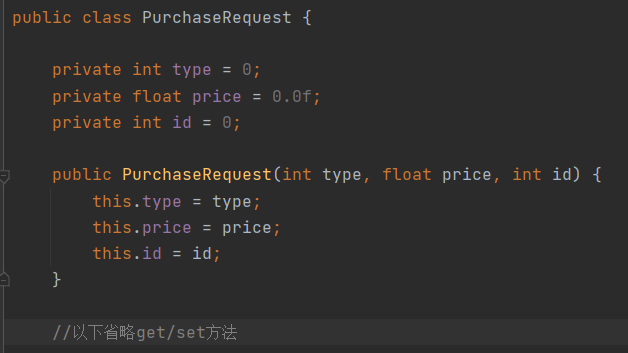 public class PurchaseRequest {
private int type = 0;
private float price = 0.0f;
private int id = 0;
public PurchaseRequest(int type, float price, int id) {
this.type = type;
this.price = price;
this.id = id;
}
//以下省略get/set方法